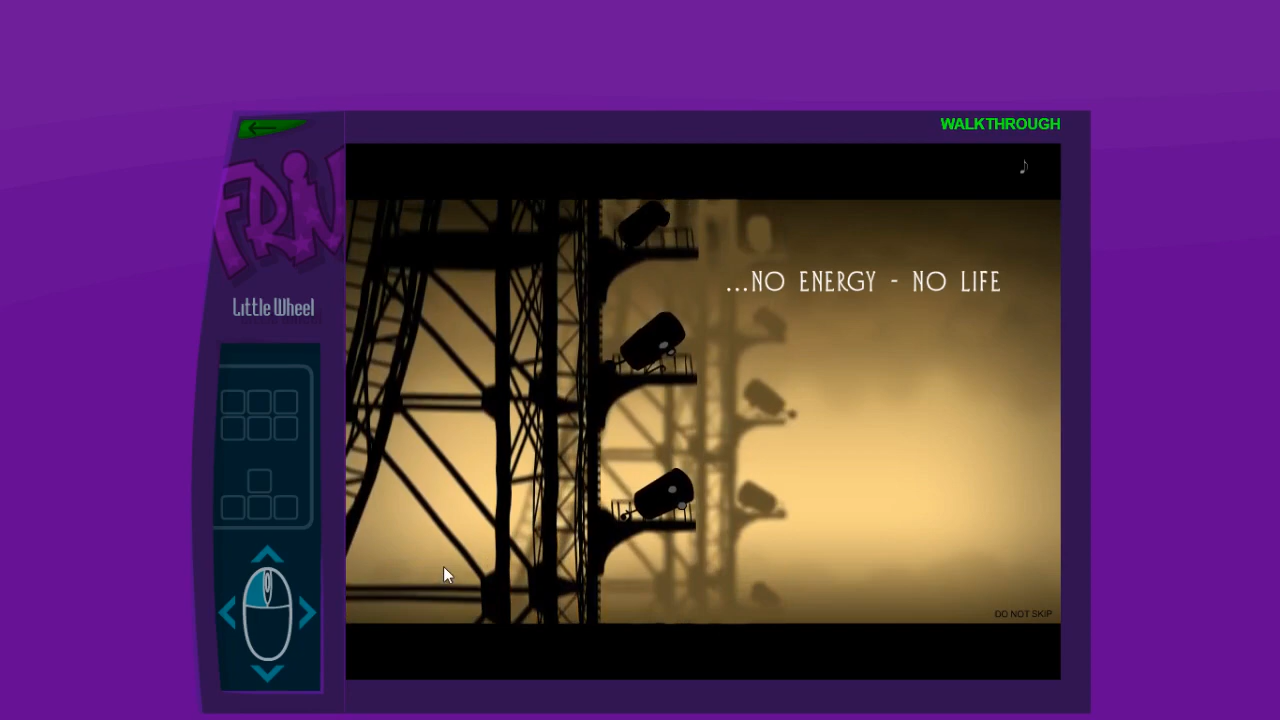 WALKTHROUGH
FRIV
Little Wheel
...NO ENERGY - NO LIFE
DO NOT SKIP